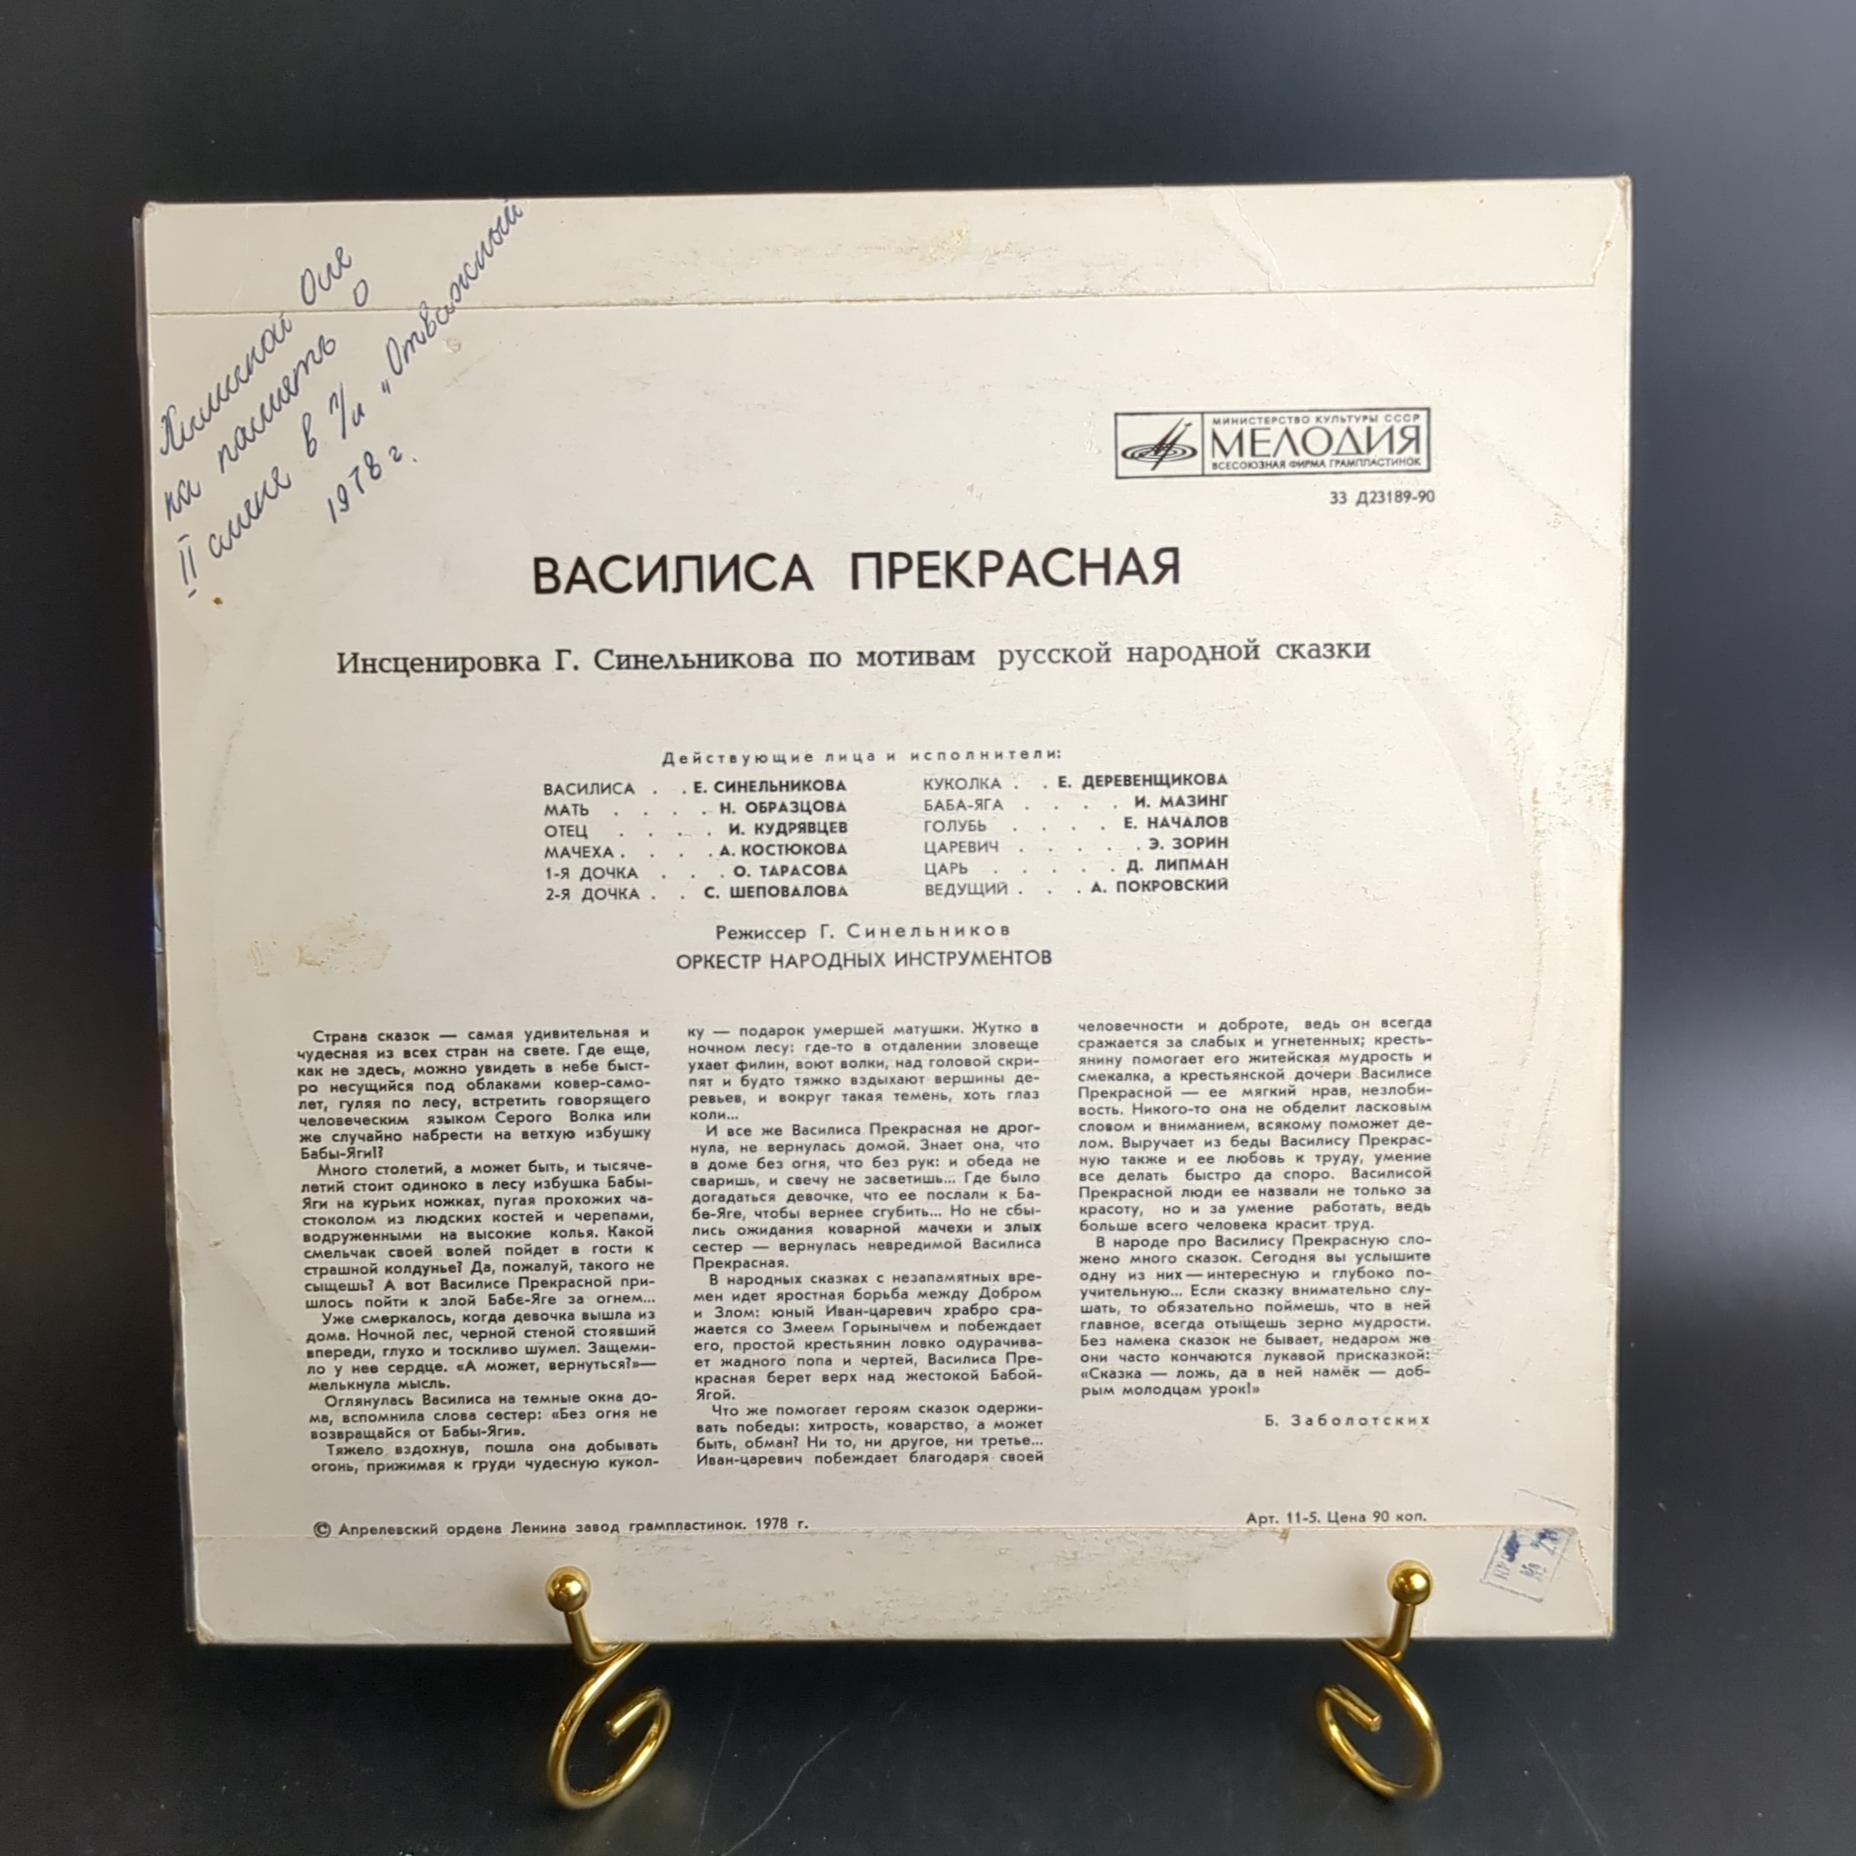 Оле
на память о
II смене в п/л „Отважный
1978 г.
МИНИСТЕРСТВО КУЛЬТУРЫ СССР
МЕЛОДИЯ
ВСЕСОЮЗНАЯ ФИРМА ГРАМПЛАСТИНОК
33 Д23189-90
ВАСИЛИСА ПРЕКРАСНАЯ
Инсценировка Г. Синельникова по мотивам русской народной сказки
Действующие лица и исполнители:
ВАСИЛИСА . . Е. СИНЕЛЬНИКОВА
МАТЬ . . . . Н. ОБРАЗЦОВА
ОТЕЦ . . . . И. КУДРЯВЦЕВ
МАЧЕХА . . . . А. КОСТЮКОВА
1-Я ДОЧКА . . . О. ТАРАСОВА
2-Я ДОЧКА . . С. ШЕПОВАЛОВА
КУКОЛКА . . Е. ДЕРЕВЕНЩИКОВА
БАБА-ЯГА . . . . И. МАЗИНГ
ГОЛУБЬ . . . . Е. НАЧАЛОВ
ЦАРЕВИЧ . . . . . Э. ЗОРИН
ЦАРЬ . . . . . Д. ЛИПМАН
ВЕДУЩИЙ . . . А. ПОКРОВСКИЙ
Режиссер Г. Синельников
ОРКЕСТР НАРОДНЫХ ИНСТРУМЕНТОВ
Страна сказок — самая удивительная и
чудесная из всех стран на свете. Где еще,
как не здесь, можно увидеть в небе быст-
ро несущийся под облаками ковер-само-
лет, гуляя по лесу, встретить говорящего
человеческим языком Серого Волка или
же случайно набрести на ветхую избушку
Бабы-Яги!?
Много столетий, а может быть, и тысяче-
летий стоит одиноко в лесу избушка Бабы-
Яги на курьих ножках, пугая прохожих ча-
стоколом из людских костей и черепами,
водруженными на высокие колья. Какой
смельчак своей волей пойдет в гости к
страшной колдунье? Да, пожалуй, такого не
сыщешь? А вот Василисе Прекрасной при-
шлось пойти к злой Бабе-Яге за огнем...
Уже смеркалось, когда девочка вышла из
дома. Ночной лес, черной стеной стоявший
впереди, глухо и тоскливо шумел. Защеми-
ло у нее сердце. «А может, вернуться?»—
мелькнула мысль.
Оглянулась Василиса на темные окна до-
ма, вспомнила слова сестер: «Без огня не
возвращайся от Бабы-Яги».
Тяжело вздохнув, пошла она добывать
огонь, прижимая к груди чудесную кукол-
ку — подарок умершей матушки. Жутко в
ночном лесу: где-то в отдалении зловеще
ухает филин, воют волки, над головой скри-
пят и будто тяжко вздыхают вершины де-
ревьев, и вокруг такая темень, хоть глаз
коли...
И все же Василиса Прекрасная не дрог-
нула, не вернулась домой. Знает она, что
в доме без огня, что без рук: и обеда не
сваришь, и свечу не засветишь... Где было
догадаться девочке, что ее послали к Ба-
бе-Яге, чтобы вернее сгубить... Но не сбы-
лись ожидания коварной мачехи и злых
сестер — вернулась невредимой Василиса
Прекрасная.
В народных сказках с незапамятных вре-
мен идет яростная борьба между Добром
и Злом: юный Иван-царевич храбро сра-
жается со Змеем Горынычем и побеждает
его, простой крестьянин ловко одурачива-
ет жадного попа и чертей, Василиса Пре-
красная берет верх над жестокой Бабой-
Ягой.
Что же помогает героям сказок одержи-
вать победы: хитрость, коварство, а может
быть, обман? Ни то, ни другое, ни третье...
Иван-царевич побеждает благодаря своей
человечности и доброте, ведь он всегда
сражается за слабых и угнетенных; кресть-
янину помогает его житейская мудрость и
смекалка, а крестьянской дочери Василисе
Прекрасной — ее мягкий нрав, незлоби-
вость. Никого-то она не обделит ласковым
словом и вниманием, всякому поможет де-
лом. Выручает из беды Василису Прекрас-
ную также и ее любовь к труду, умение
все делать быстро да споро. Василисой
Прекрасной люди ее назвали не только за
красоту, но и за умение работать, ведь
больше всего человека красит труд.
В народе про Василису Прекрасную сло-
жено много сказок. Сегодня вы услышите
одну из них — интересную и глубоко по-
учительную... Если сказку внимательно слу-
шать, то обязательно поймешь, что в ней
главное, всегда отыщешь зерно мудрости.
Без намека сказок не бывает, недаром же
они часто кончаются лукавой присказкой:
«Сказка — ложь, да в ней намёк — доб-
рым молодцам урок!»
Б. Заболотских
© Апрелевский ордена Ленина завод грампластинок. 1978 г.
Арт. 11-5. Цена 90 коп.